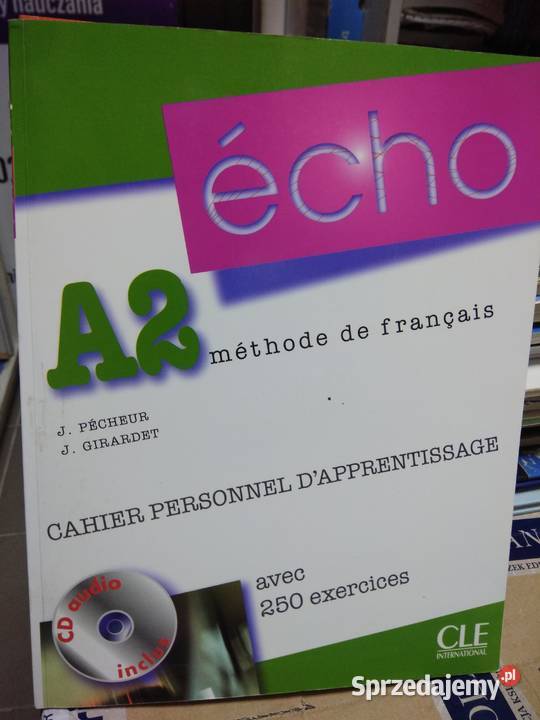 y nauczania
écho
A2
méthode de français
J. PÉCHEUR
J. GIRARDET
CAHIER PERSONNEL D'APPRENTISSAGE
avec
250 exercices
CD audio
inclus
CLE
INTERNATIONAL
Sprzedajemy.pl